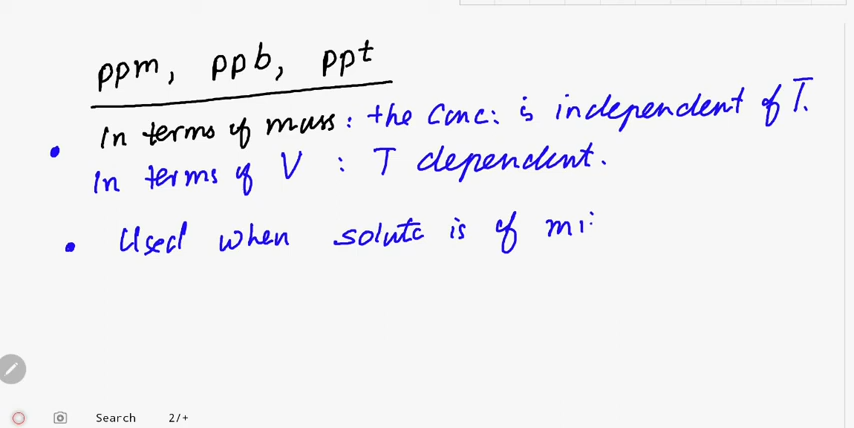 ppm, ppb, ppt
• In terms of mass: the conc: is independent of T.
In terms of V : T dependent.
• Used when solute is of mi
Search 2/+